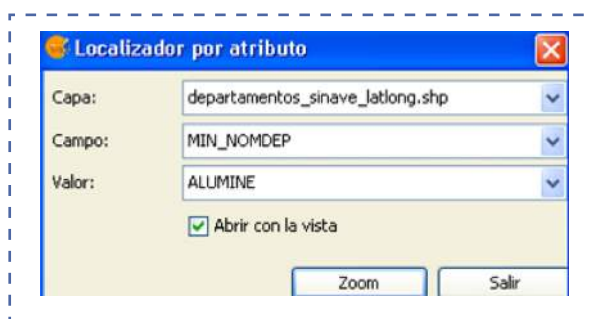 Localizador por atributo
Capa: departamentos_sinave_latlong.shp
Campo: MIN_NOMDEP
Valor: ALUMINE
Abrir con la vista
Zoom Salir